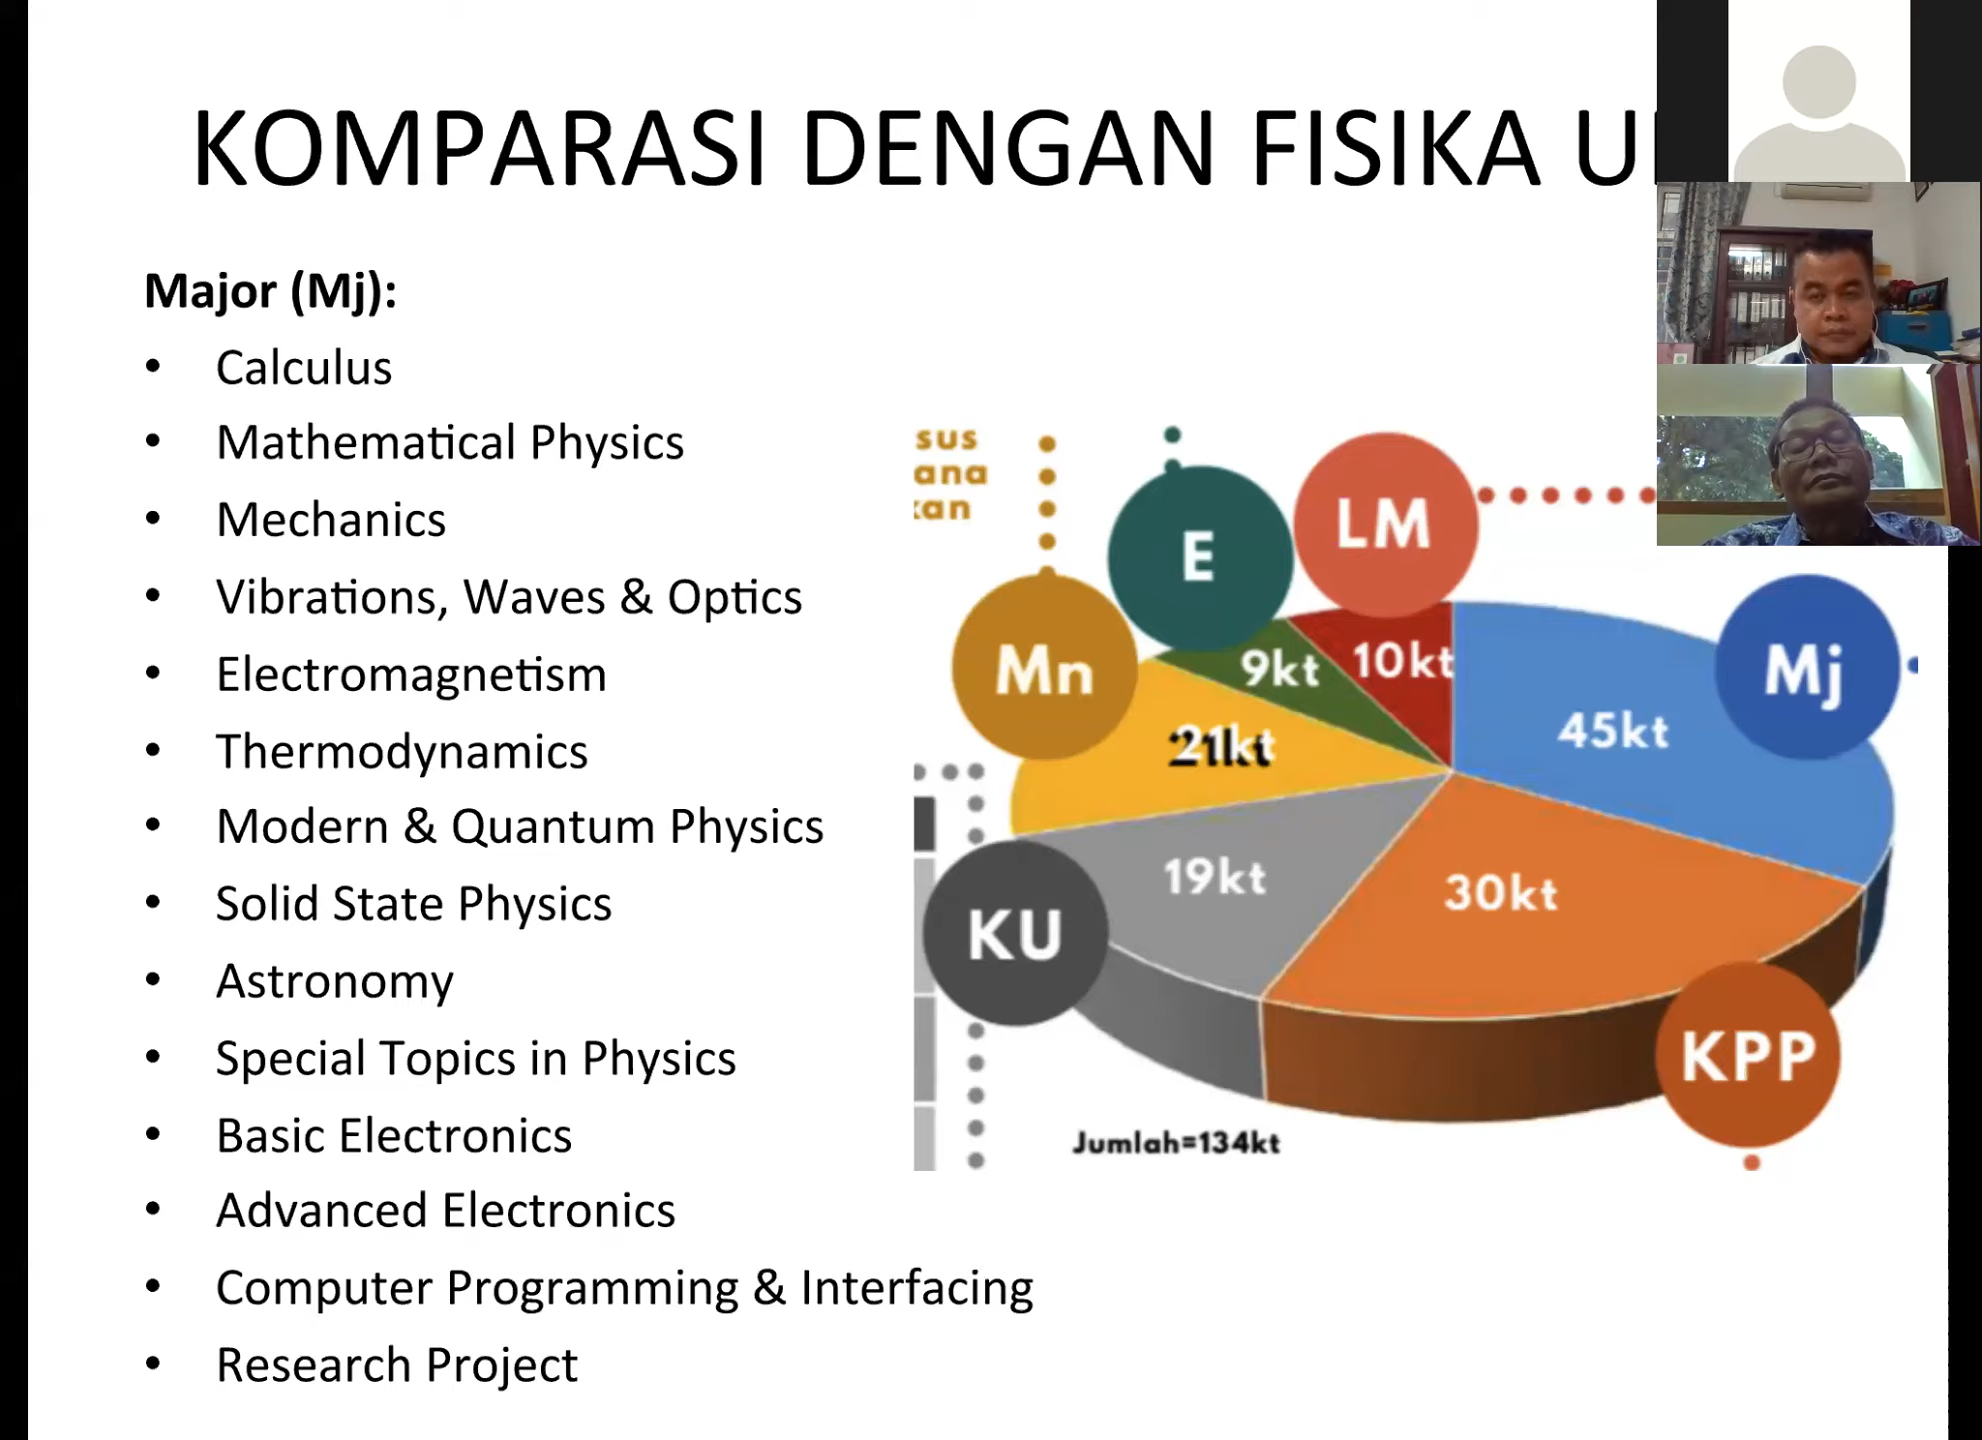 KOMPARASI DENGAN FISIKA
Major (Mj):
• Calculus
• Mathematical Physics
• Mechanics
• Vibrations, Waves & Optics
• Electromagnetism
• Thermodynamics
• Modern & Quantum Physics
• Solid State Physics
• Astronomy
• Special Topics in Physics
• Basic Electronics
• Advanced Electronics
• Computer Programming & Interfacing
• Research Project
sus
ana
kan
E
LM
Mn
Mj
9kt
10kt
45kt
21kt
19kt
30kt
KU
KPP
Jumlah=134kt